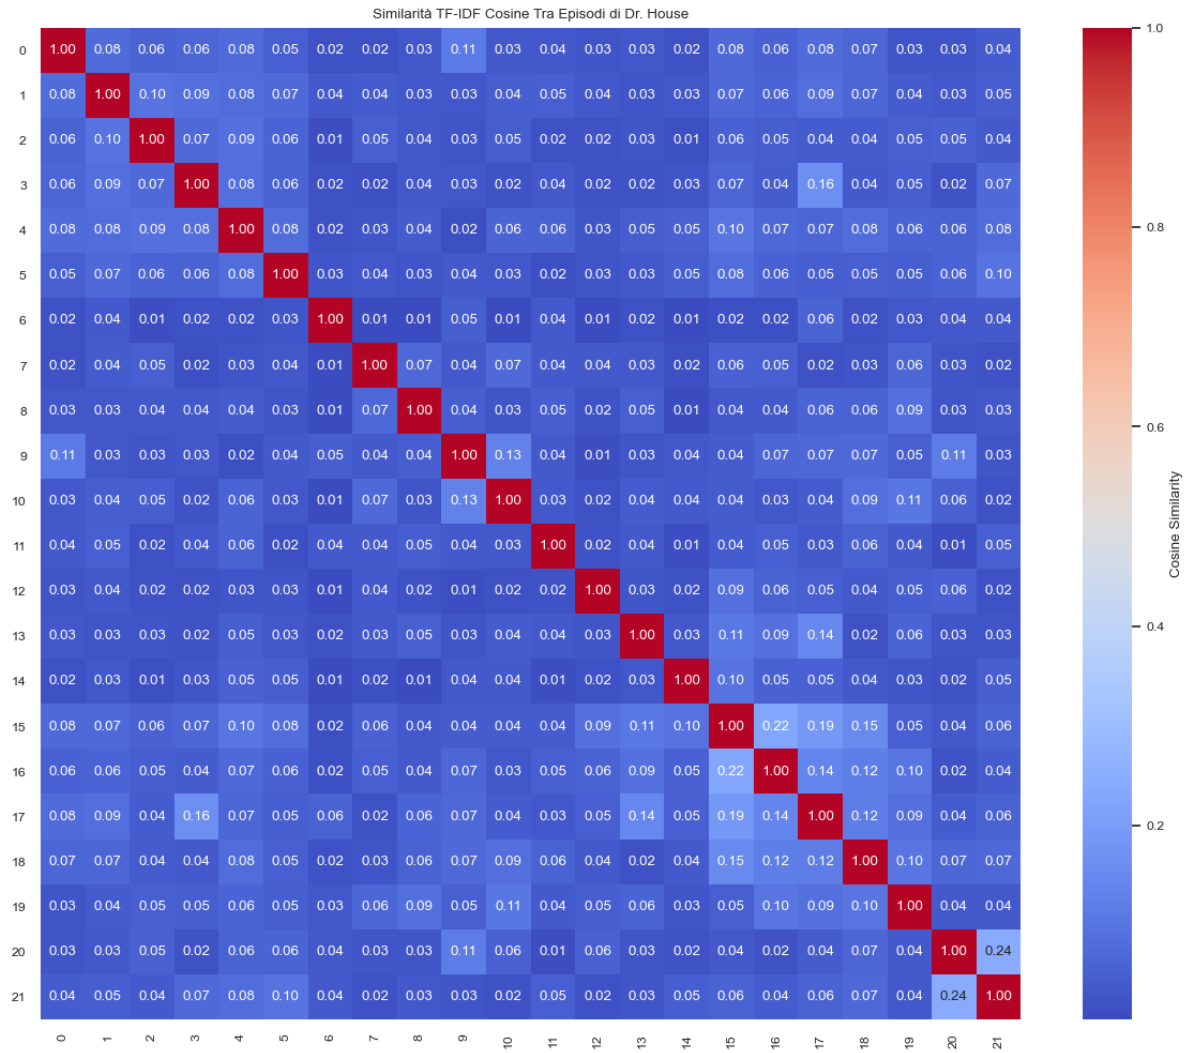 Similarità TF-IDF Cosine Tra Episodi di Dr. House
0 1.00 0.08 0.06 0.06 0.08 0.05 0.02 0.02 0.03 0.11 0.03 0.04 0.03 0.03 0.02 0.08 0.06 0.08 0.07 0.03 0.03 0.04
1 0.08 1.00 0.10 0.09 0.08 0.07 0.04 0.04 0.03 0.03 0.04 0.05 0.04 0.03 0.03 0.07 0.06 0.09 0.07 0.04 0.03 0.05
2 0.06 0.10 1.00 0.07 0.09 0.06 0.01 0.05 0.04 0.03 0.05 0.02 0.02 0.03 0.01 0.06 0.05 0.04 0.04 0.05 0.05 0.04
3 0.06 0.09 0.07 1.00 0.08 0.06 0.02 0.02 0.04 0.03 0.02 0.04 0.02 0.02 0.03 0.07 0.04 0.16 0.04 0.05 0.02 0.07
4 0.08 0.08 0.09 0.08 1.00 0.08 0.02 0.03 0.04 0.02 0.06 0.06 0.03 0.05 0.05 0.10 0.07 0.07 0.08 0.06 0.06 0.08
5 0.05 0.07 0.06 0.06 0.08 1.00 0.03 0.04 0.03 0.04 0.03 0.02 0.03 0.03 0.05 0.08 0.06 0.05 0.05 0.05 0.06 0.10
6 0.02 0.04 0.01 0.02 0.02 0.03 1.00 0.01 0.01 0.05 0.01 0.04 0.01 0.02 0.01 0.02 0.02 0.06 0.02 0.03 0.04 0.04
7 0.02 0.04 0.05 0.02 0.03 0.04 0.01 1.00 0.07 0.04 0.07 0.04 0.04 0.03 0.02 0.06 0.05 0.02 0.03 0.06 0.03 0.02
8 0.03 0.03 0.04 0.04 0.04 0.03 0.01 0.07 1.00 0.04 0.03 0.05 0.02 0.05 0.01 0.04 0.04 0.06 0.06 0.09 0.03 0.03
9 0.11 0.03 0.03 0.03 0.02 0.04 0.05 0.04 0.04 1.00 0.13 0.04 0.01 0.03 0.04 0.04 0.07 0.07 0.07 0.05 0.11 0.03
10 0.03 0.04 0.05 0.02 0.06 0.03 0.01 0.07 0.03 0.13 1.00 0.03 0.02 0.04 0.04 0.04 0.03 0.04 0.09 0.11 0.06 0.02
11 0.04 0.05 0.02 0.04 0.06 0.02 0.04 0.04 0.05 0.04 0.03 1.00 0.02 0.04 0.01 0.04 0.05 0.03 0.06 0.04 0.01 0.05
12 0.03 0.04 0.02 0.02 0.03 0.03 0.01 0.04 0.02 0.01 0.02 0.02 1.00 0.03 0.02 0.09 0.06 0.05 0.04 0.05 0.06 0.02
13 0.03 0.03 0.03 0.02 0.05 0.03 0.02 0.03 0.05 0.03 0.04 0.04 0.03 1.00 0.03 0.11 0.09 0.14 0.02 0.06 0.03 0.03
14 0.02 0.03 0.01 0.03 0.05 0.05 0.01 0.02 0.01 0.04 0.04 0.01 0.02 0.03 1.00 0.10 0.05 0.05 0.04 0.03 0.02 0.05
15 0.08 0.07 0.06 0.07 0.10 0.08 0.02 0.06 0.04 0.04 0.04 0.04 0.09 0.11 0.10 1.00 0.22 0.19 0.15 0.05 0.04 0.06
16 0.06 0.06 0.05 0.04 0.07 0.06 0.02 0.05 0.04 0.07 0.03 0.05 0.06 0.09 0.05 0.22 1.00 0.14 0.12 0.10 0.02 0.04
17 0.08 0.09 0.04 0.16 0.07 0.05 0.06 0.02 0.06 0.07 0.04 0.03 0.05 0.14 0.05 0.19 0.14 1.00 0.12 0.09 0.04 0.06
18 0.07 0.07 0.04 0.04 0.08 0.05 0.02 0.03 0.06 0.07 0.09 0.06 0.04 0.02 0.04 0.15 0.12 0.12 1.00 0.10 0.07 0.07
19 0.03 0.04 0.05 0.05 0.06 0.05 0.03 0.06 0.09 0.05 0.11 0.04 0.05 0.06 0.03 0.05 0.10 0.09 0.10 1.00 0.04 0.04
20 0.03 0.03 0.05 0.02 0.06 0.06 0.04 0.03 0.03 0.11 0.06 0.01 0.06 0.03 0.02 0.04 0.02 0.04 0.07 0.04 1.00 0.24
21 0.04 0.05 0.04 0.07 0.08 0.10 0.04 0.02 0.03 0.03 0.02 0.05 0.02 0.03 0.05 0.06 0.04 0.06 0.07 0.04 0.24 1.00
0 1 2 3 4 5 6 7 8 9 10 11 12 13 14 15 16 17 18 19 20 21
1.0
0.8
0.6
0.4
0.2
Cosine Similarity